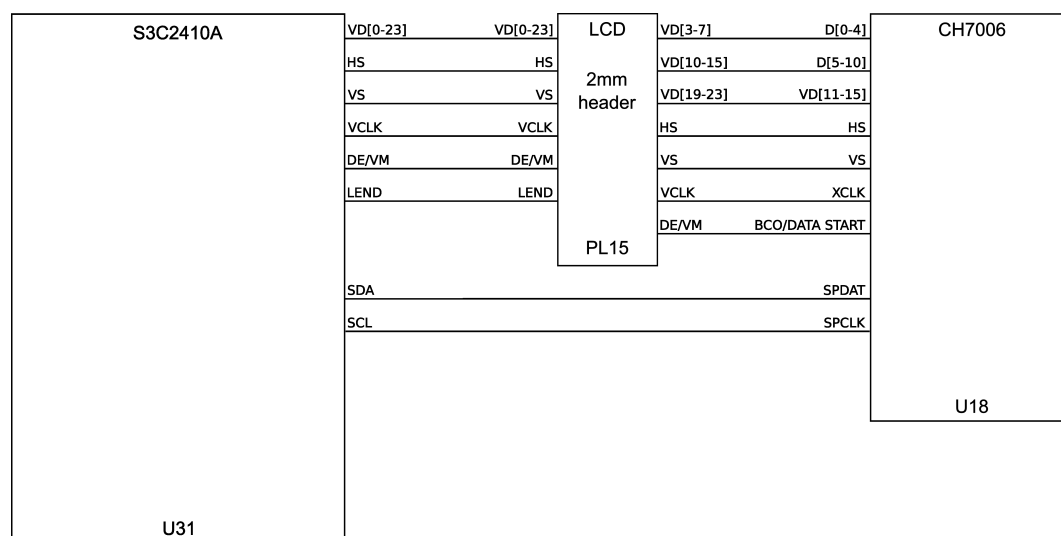 S3C2410A
VD[0-23] VD[0-23]
LCD
VD[3-7] D[0-4]
CH7006
HS HS
VD[10-15] D[5-10]
2mm
header
VS VS
VD[19-23] VD[11-15]
VCLK VCLK
HS HS
DE/VM DE/VM
VS VS
LEND LEND
VCLK XCLK
DE/VM BCO/DATA START
PL15
SDA SPDAT
SCL SPCLK
U18
U31